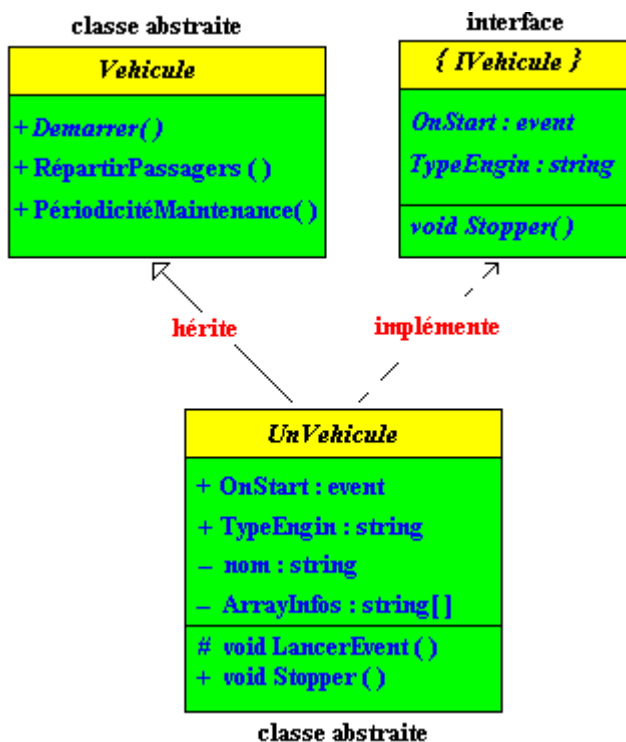 classe abstraite
Vehicule
+ Demarrer()
+ RépartirPassagers ( )
+ PériodicitéMaintenance( )
interface
{ IVehicule }
OnStart : event
TypeEngin : string
void Stopper( )
hérite
implémente
UnVehicule
+ OnStart : event
+ TypeEngin : string
– nom : string
– ArrayInfos : string[ ]
# void LancerEvent ( )
+ void Stopper ( )
classe abstraite